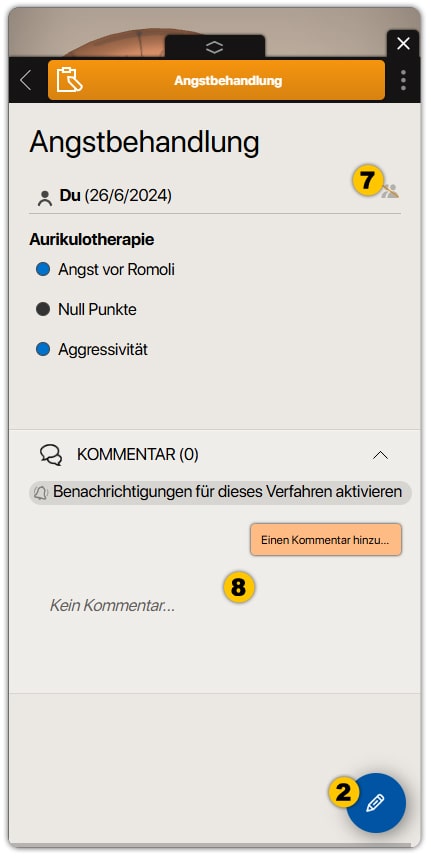 Angstbehandlung
Angstbehandlung
7
Du (26/6/2024)
Aurikulotherapie
Angst vor Romoli
Null Punkte
Aggressivität
KOMMENTAR (0)
Benachrichtigungen für dieses Verfahren aktivieren
Einen Kommentar hinzu...
8
Kein Kommentar...
2